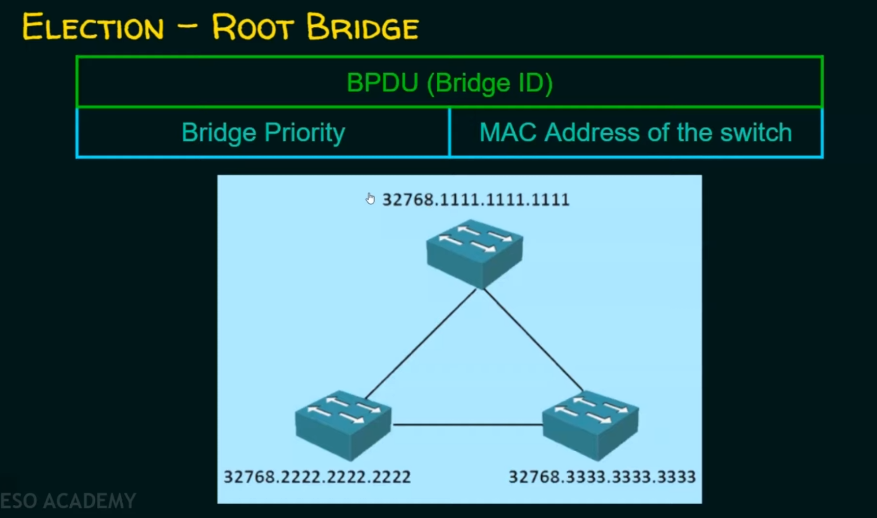 ELECTION – ROOT BRIDGE
BPDU (Bridge ID)
Bridge Priority
MAC Address of the switch
32768.1111.1111.1111
32768.2222.2222.2222
32768.3333.3333.3333
ESO ACADEMY